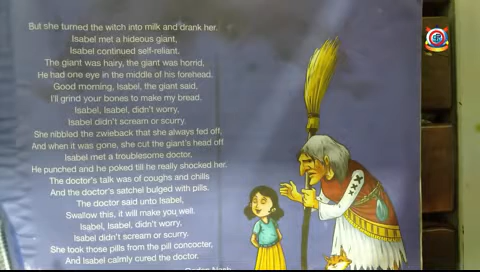 But she turned the witch into milk and drank her.
Isabel met a hideous giant,
Isabel continued self-reliant.
The giant was hairy, the giant was horrid,
He had one eye in the middle of his forehead.
Good morning, Isabel, the giant said,
I'll grind your bones to make my bread.
Isabel, Isabel, didn't worry,
Isabel didn't scream or scurry.
She nibbled the zwieback that she always fed off,
And when it was gone, she cut the giant's head off
Isabel met a troublesome doctor,
He punched and he poked till he really shocked her.
The doctor's talk was of coughs and chills
And the doctor's satchel bulged with pills.
The doctor said unto Isabel,
Swallow this, it will make you well.
Isabel, Isabel, didn't worry,
Isabel didn't scream or scurry.
She took those pills from the pill concocter,
And Isabel calmly cured the doctor.